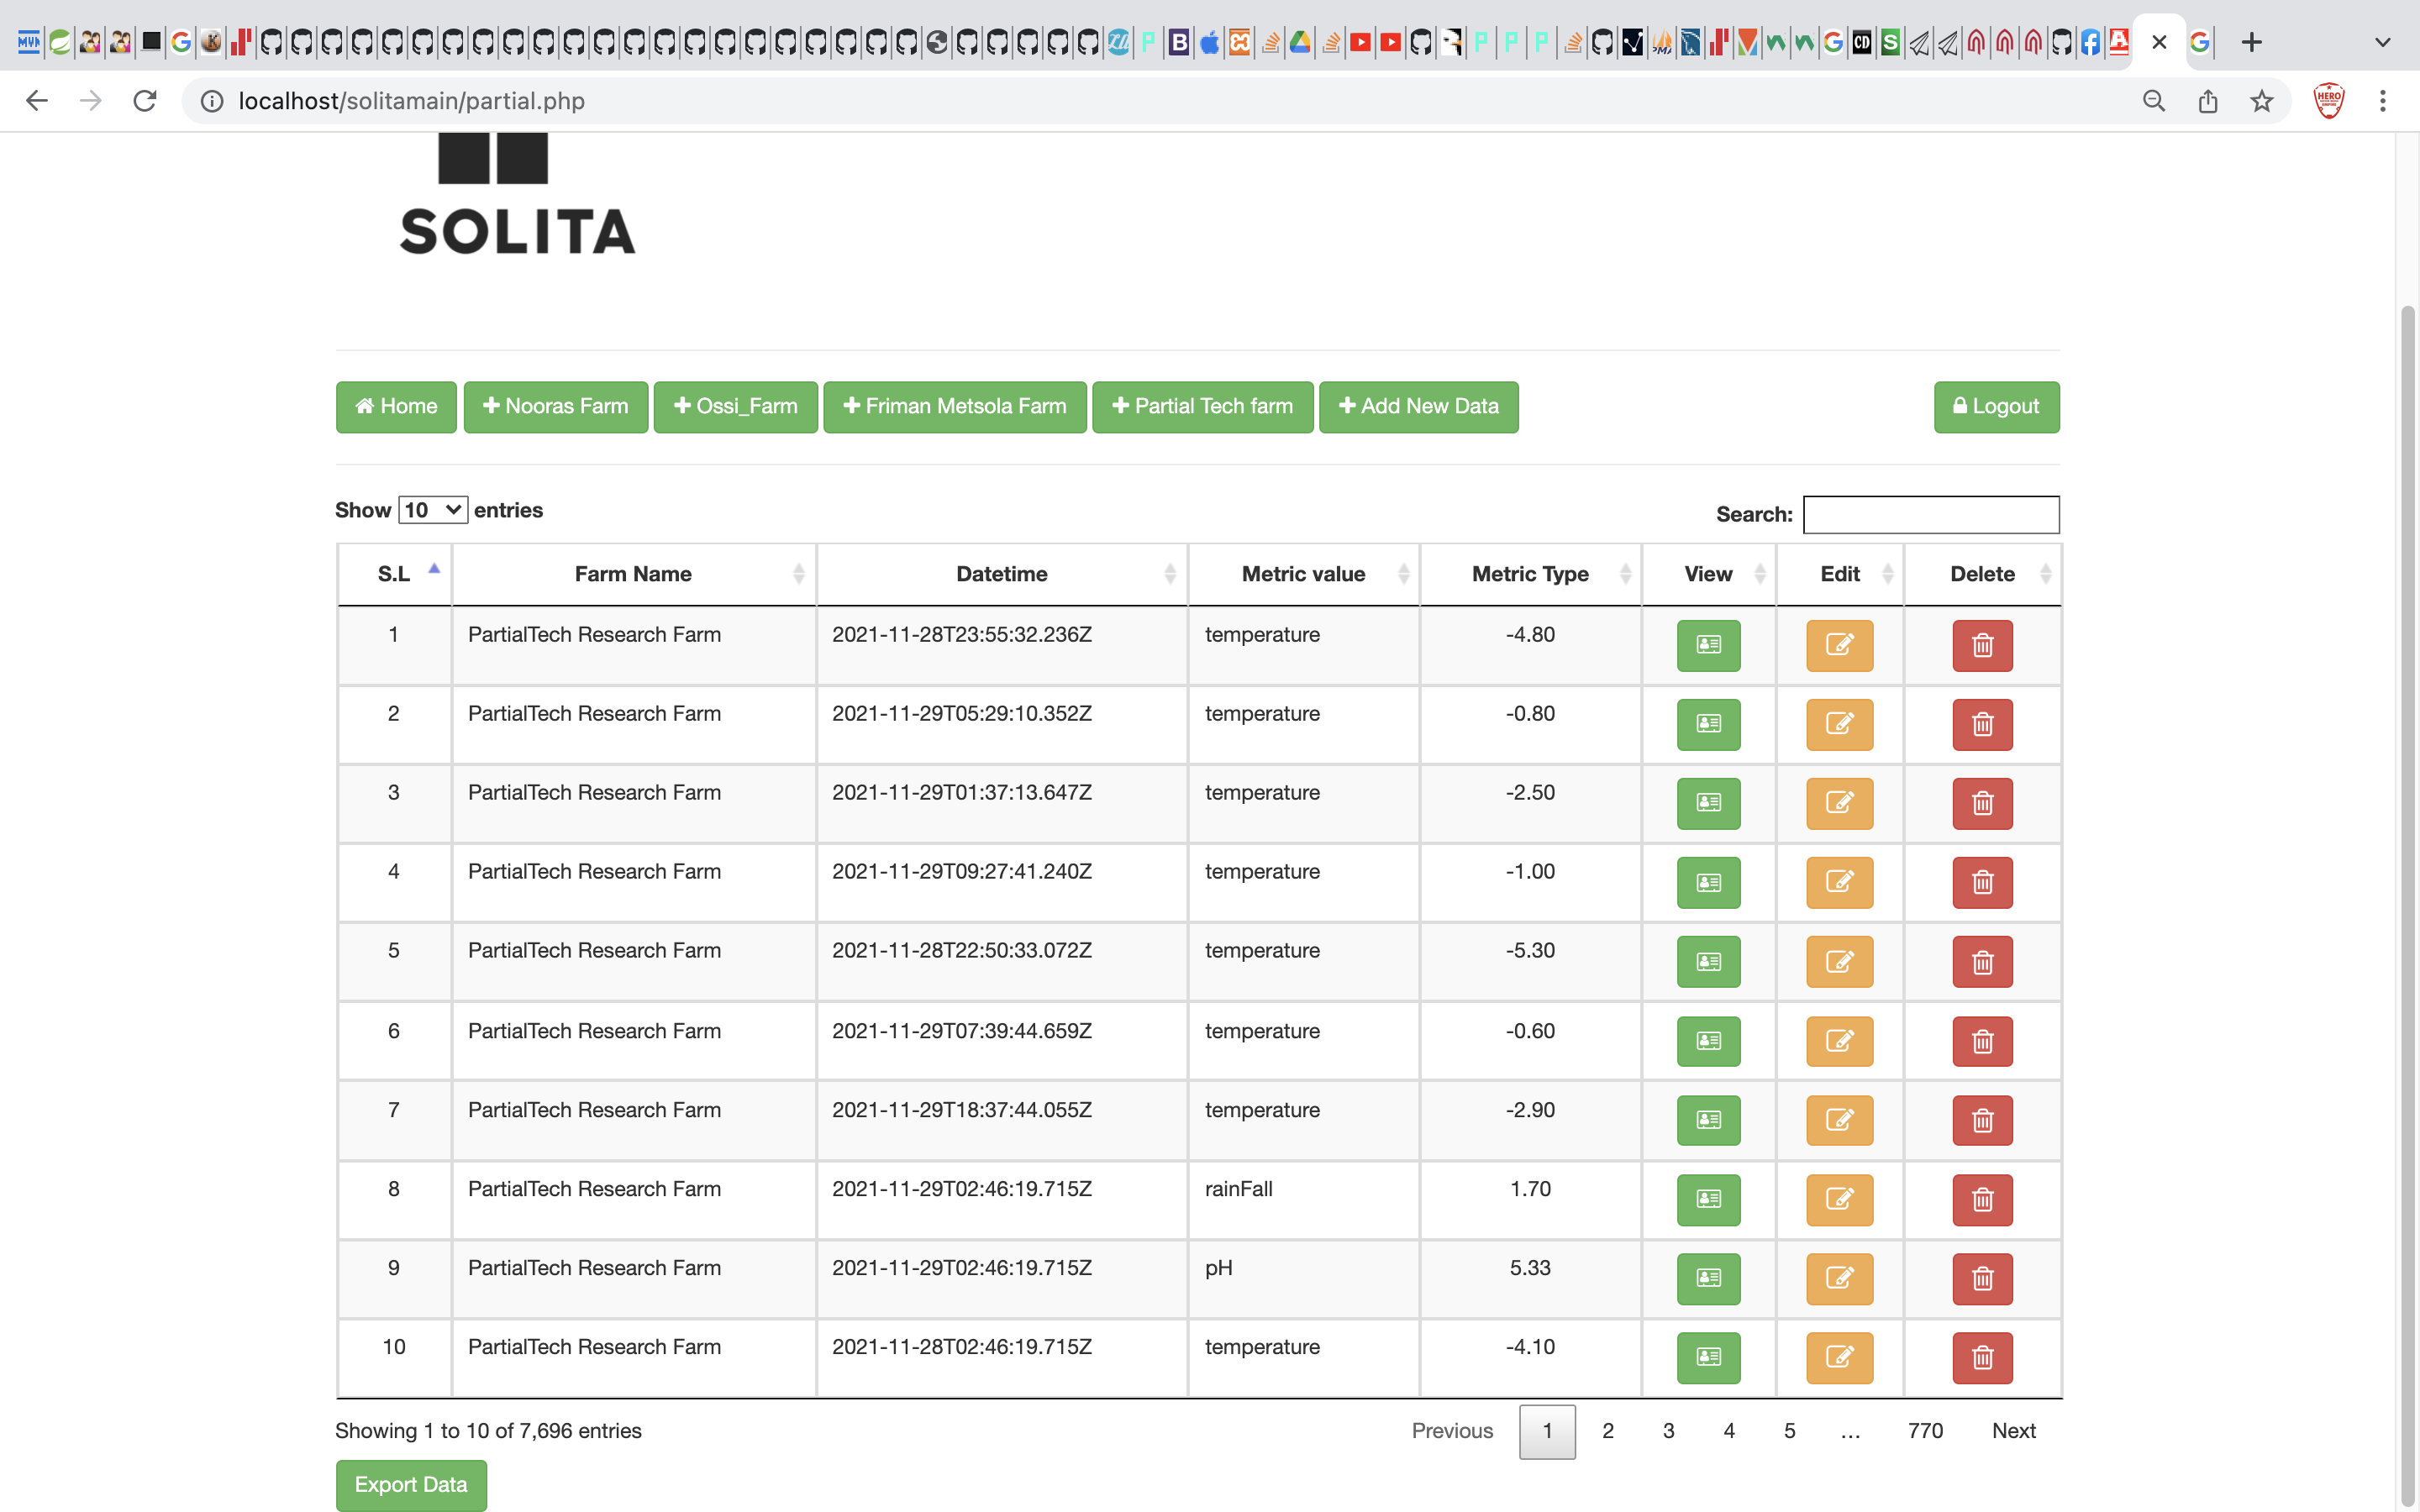 localhost/solitamain/partial.php
SOLITA
Home Nooras Farm Ossi_Farm Friman Metsola Farm Partial Tech farm Add New Data Logout
Show 10 entries Search:
S.L Farm Name Datetime Metric value Metric Type View Edit Delete
1 PartialTech Research Farm 2021-11-28T23:55:32.236Z temperature -4.80
2 PartialTech Research Farm 2021-11-29T05:29:10.352Z temperature -0.80
3 PartialTech Research Farm 2021-11-29T01:37:13.647Z temperature -2.50
4 PartialTech Research Farm 2021-11-29T09:27:41.240Z temperature -1.00
5 PartialTech Research Farm 2021-11-28T22:50:33.072Z temperature -5.30
6 PartialTech Research Farm 2021-11-29T07:39:44.659Z temperature -0.60
7 PartialTech Research Farm 2021-11-29T18:37:44.055Z temperature -2.90
8 PartialTech Research Farm 2021-11-29T02:46:19.715Z rainFall 1.70
9 PartialTech Research Farm 2021-11-29T02:46:19.715Z pH 5.33
10 PartialTech Research Farm 2021-11-28T02:46:19.715Z temperature -4.10
Showing 1 to 10 of 7,696 entries Previous 1 2 3 4 5 … 770 Next
Export Data